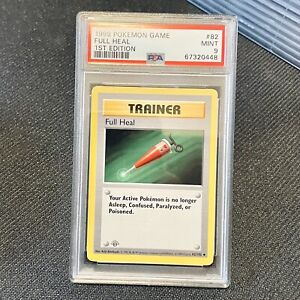 1999 POKEMON GAME #82
FULL HEAL MINT
1ST EDITION 9
PSA 67320448
TRAINER
Full Heal
Your Active Pokémon is no longer
Asleep, Confused, Paralyzed, or
Poisoned.